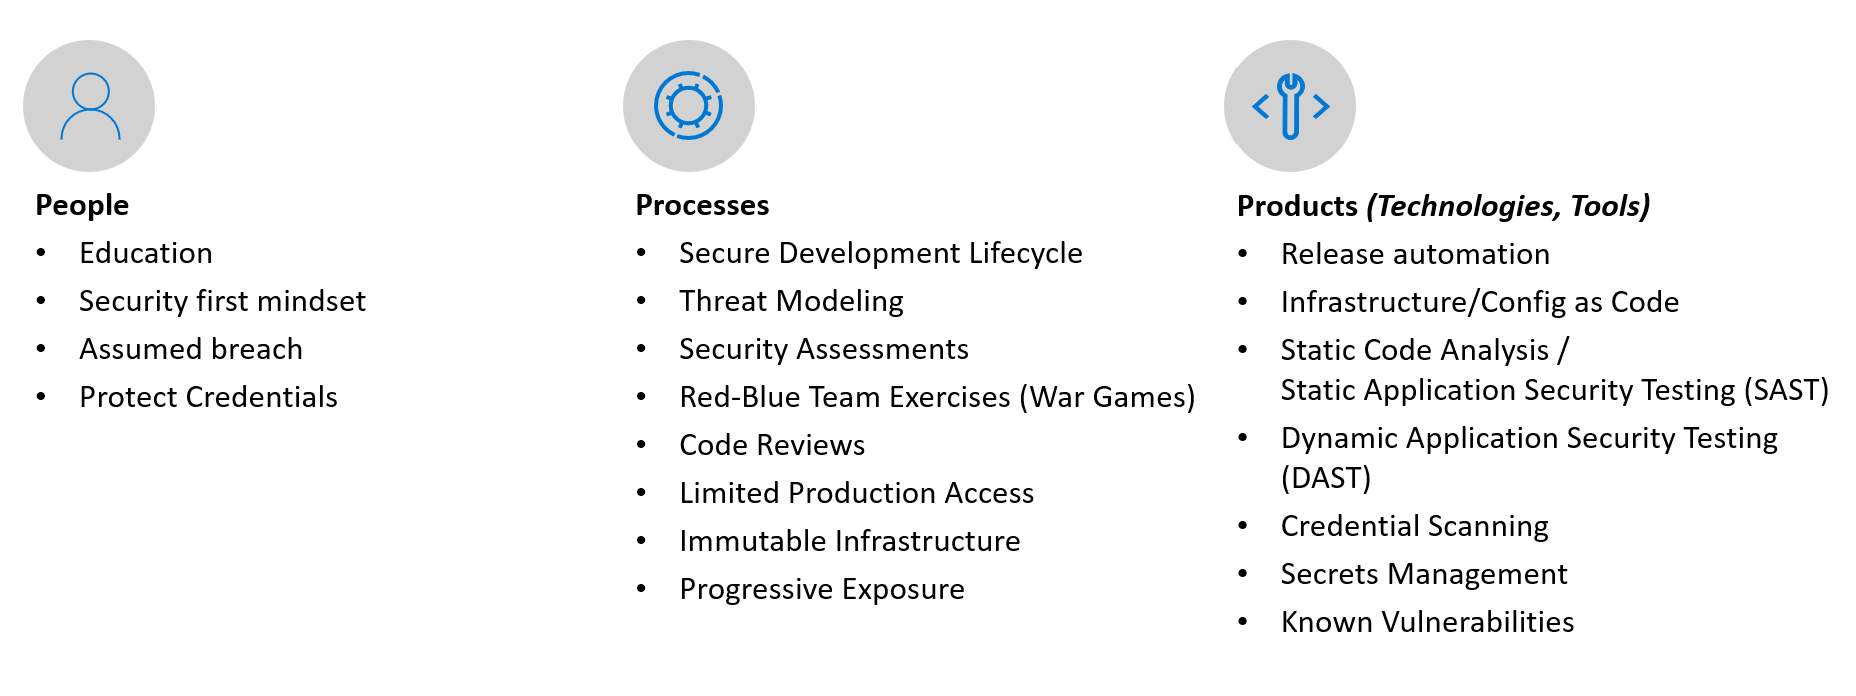 People
• Education
• Security first mindset
• Assumed breach
• Protect Credentials
Processes
• Secure Development Lifecycle
• Threat Modeling
• Security Assessments
• Red-Blue Team Exercises (War Games)
• Code Reviews
• Limited Production Access
• Immutable Infrastructure
• Progressive Exposure
Products (Technologies, Tools)
• Release automation
• Infrastructure/Config as Code
• Static Code Analysis /
Static Application Security Testing (SAST)
• Dynamic Application Security Testing
(DAST)
• Credential Scanning
• Secrets Management
• Known Vulnerabilities